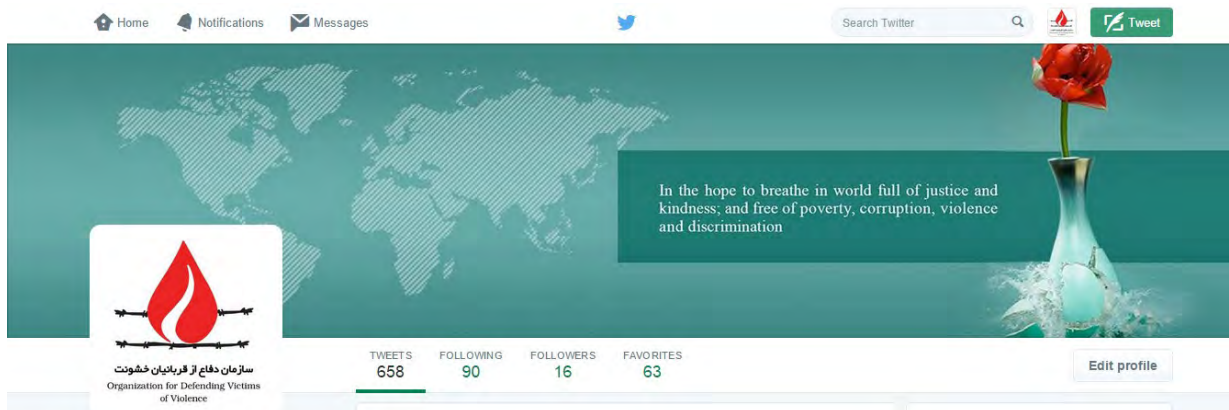 Home Notifications Messages Search Twitter Tweet
In the hope to breathe in world full of justice and
kindness; and free of poverty, corruption, violence
and discrimination
سازمان دفاع از قربانیان خشونت
Organization for Defending Victims
of Violence
TWEETS FOLLOWING FOLLOWERS FAVORITES
658 90 16 63
Edit profile